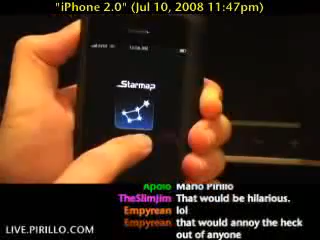 "iPhone 2.0" (Jul 10, 2008 11:47pm)
Starmap
Apolo Mario Pirillo
TheSlimJim That would be hilarious.
Empyrean lol
Empyrean that would annoy the heck
out of anyone
LIVE.PIRILLO.COM